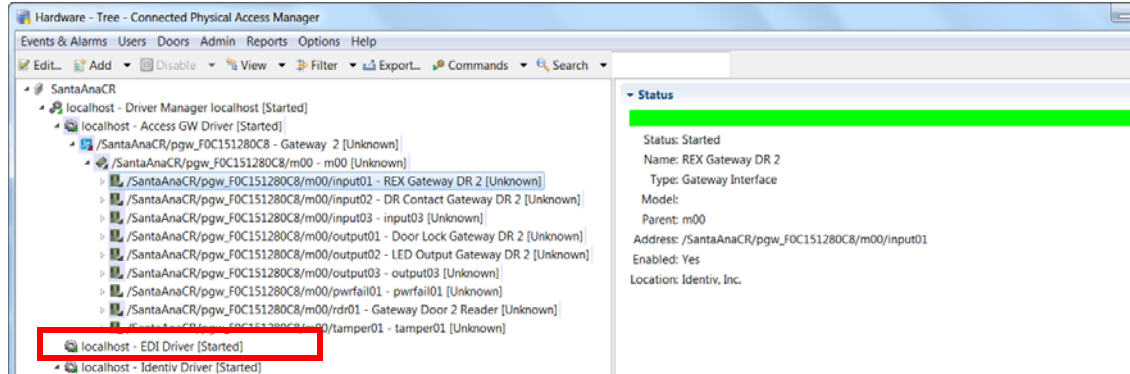 Hardware - Tree - Connected Physical Access Manager
Events & Alarms Users Doors Admin Reports Options Help
Edit... Add Disable View Filter Export... Commands Search
SantaAnaCR
localhost - Driver Manager localhost [Started]
localhost - Access GW Driver [Started]
/SantaAnaCR/pgw_F0C151280C8 - Gateway 2 [Unknown]
/SantaAnaCR/pgw_F0C151280C8/m00 - m00 [Unknown]
/SantaAnaCR/pgw_F0C151280C8/m00/input01 - REX Gateway DR 2 [Unknown]
/SantaAnaCR/pgw_F0C151280C8/m00/input02 - DR Contact Gateway DR 2 [Unknown]
/SantaAnaCR/pgw_F0C151280C8/m00/input03 - input03 [Unknown]
/SantaAnaCR/pgw_F0C151280C8/m00/output01 - Door Lock Gateway DR 2 [Unknown]
/SantaAnaCR/pgw_F0C151280C8/m00/output02 - LED Output Gateway DR 2 [Unknown]
/SantaAnaCR/pgw_F0C151280C8/m00/output03 - output03 [Unknown]
/SantaAnaCR/pgw_F0C151280C8/m00/pwrfail01 - pwrfail01 [Unknown]
/SantaAnaCR/pgw_F0C151280C8/m00/rdr01 - Gateway Door 2 Reader [Unknown]
/SantaAnaCR/pgw_F0C151280C8/m00/tamper01 - tamper01 [Unknown]
localhost - EDI Driver [Started]
localhost - Identiv Driver [Started]
Status
Status: Started
Name: REX Gateway DR 2
Type: Gateway Interface
Model:
Parent: m00
Address: /SantaAnaCR/pgw_F0C151280C8/m00/input01
Enabled: Yes
Location: Identiv, Inc.